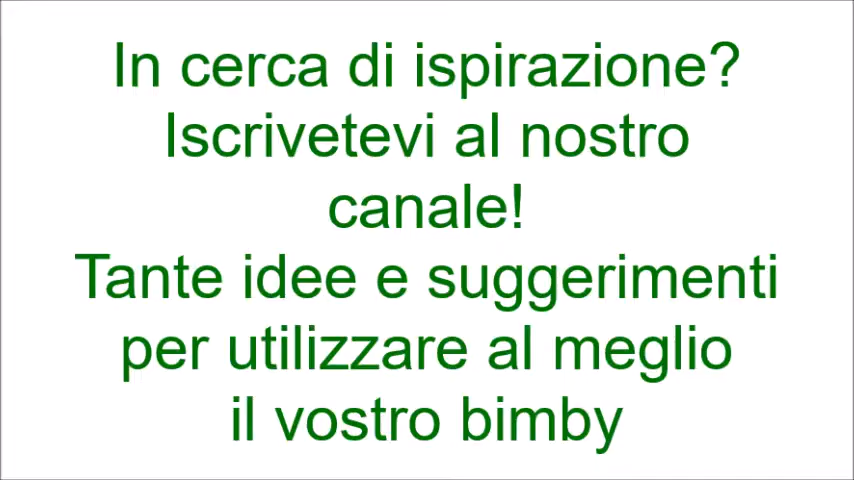 In cerca di ispirazione?
Iscrivetevi al nostro
canale!
Tante idee e suggerimenti
per utilizzare al meglio
il vostro bimby